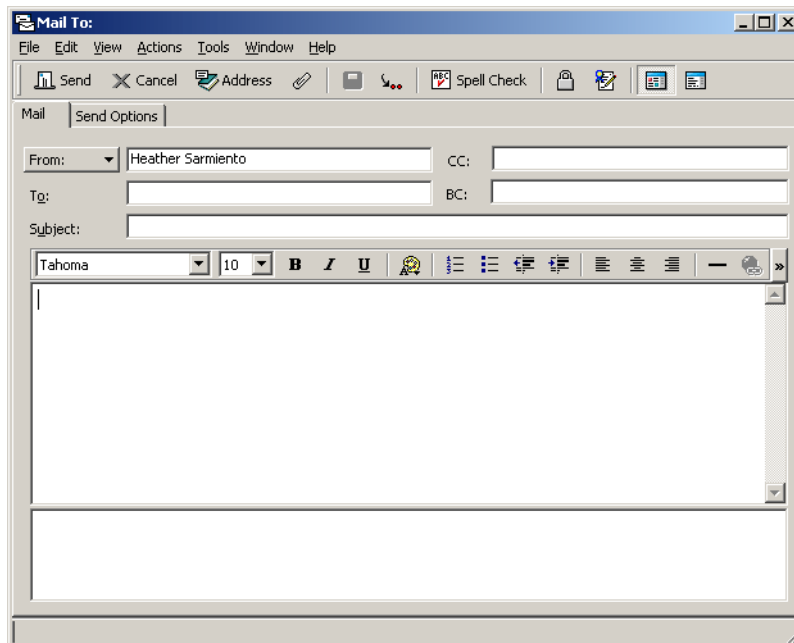 Mail To:
File Edit View Actions Tools Window Help
Send Cancel Address ABC Spell Check
Mail Send Options
From: Heather Sarmiento CC:
To: BC:
Subject:
Tahoma 10 B I U A »